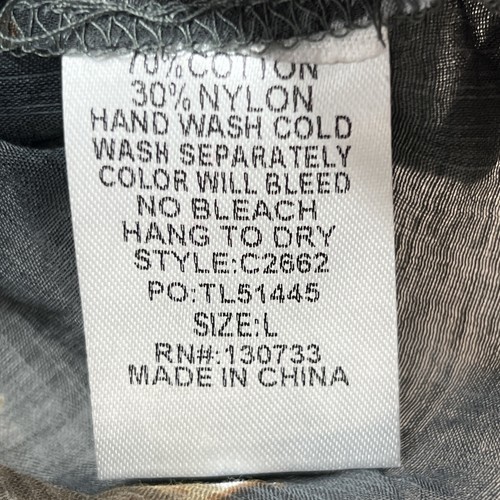 70% COTTON
30% NYLON
HAND WASH COLD
WASH SEPARATELY
COLOR WILL BLEED
NO BLEACH
HANG TO DRY
STYLE:C2662
PO:TL51445
SIZE:L
RN#:130733
MADE IN CHINA